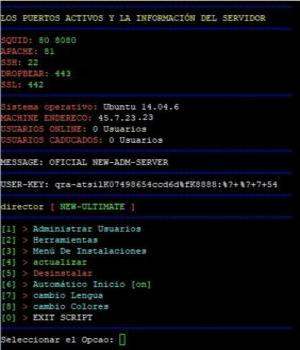 LOS PUERTOS ACTIVOS Y LA INFORMACIÓN DEL SERVIDOR
SQUID: 80 8080
APACHE: 81
SSH: 22
DROPBEAR: 443
SSL: 442
Sistema operativo: Ubuntu 14.04.6
MACHINE ENDERECO: 45.7.23.23
USUARIOS ONLINE: 0 Usuarios
USUARIOS CADUCADOS: 0 Usuarios
MESSAGE: OFICIAL NEW-ADM-SERVER
USER-KEY: qra-atsilK07498654ccd6d%fK8888:%?+%?+7+54
director [ NEW-ULTIMATE ]
[1] > Administrar Usuarios
[2] > Herramientas
[3] > Menú De Instalaciones
[4] > actualizar
[5] > Desinstalar
[6] > Automático Inicio [on]
[7] > cambio Lengua
[8] > cambio Colores
[0] > EXIT SCRIPT
Seleccionar el Opcao: